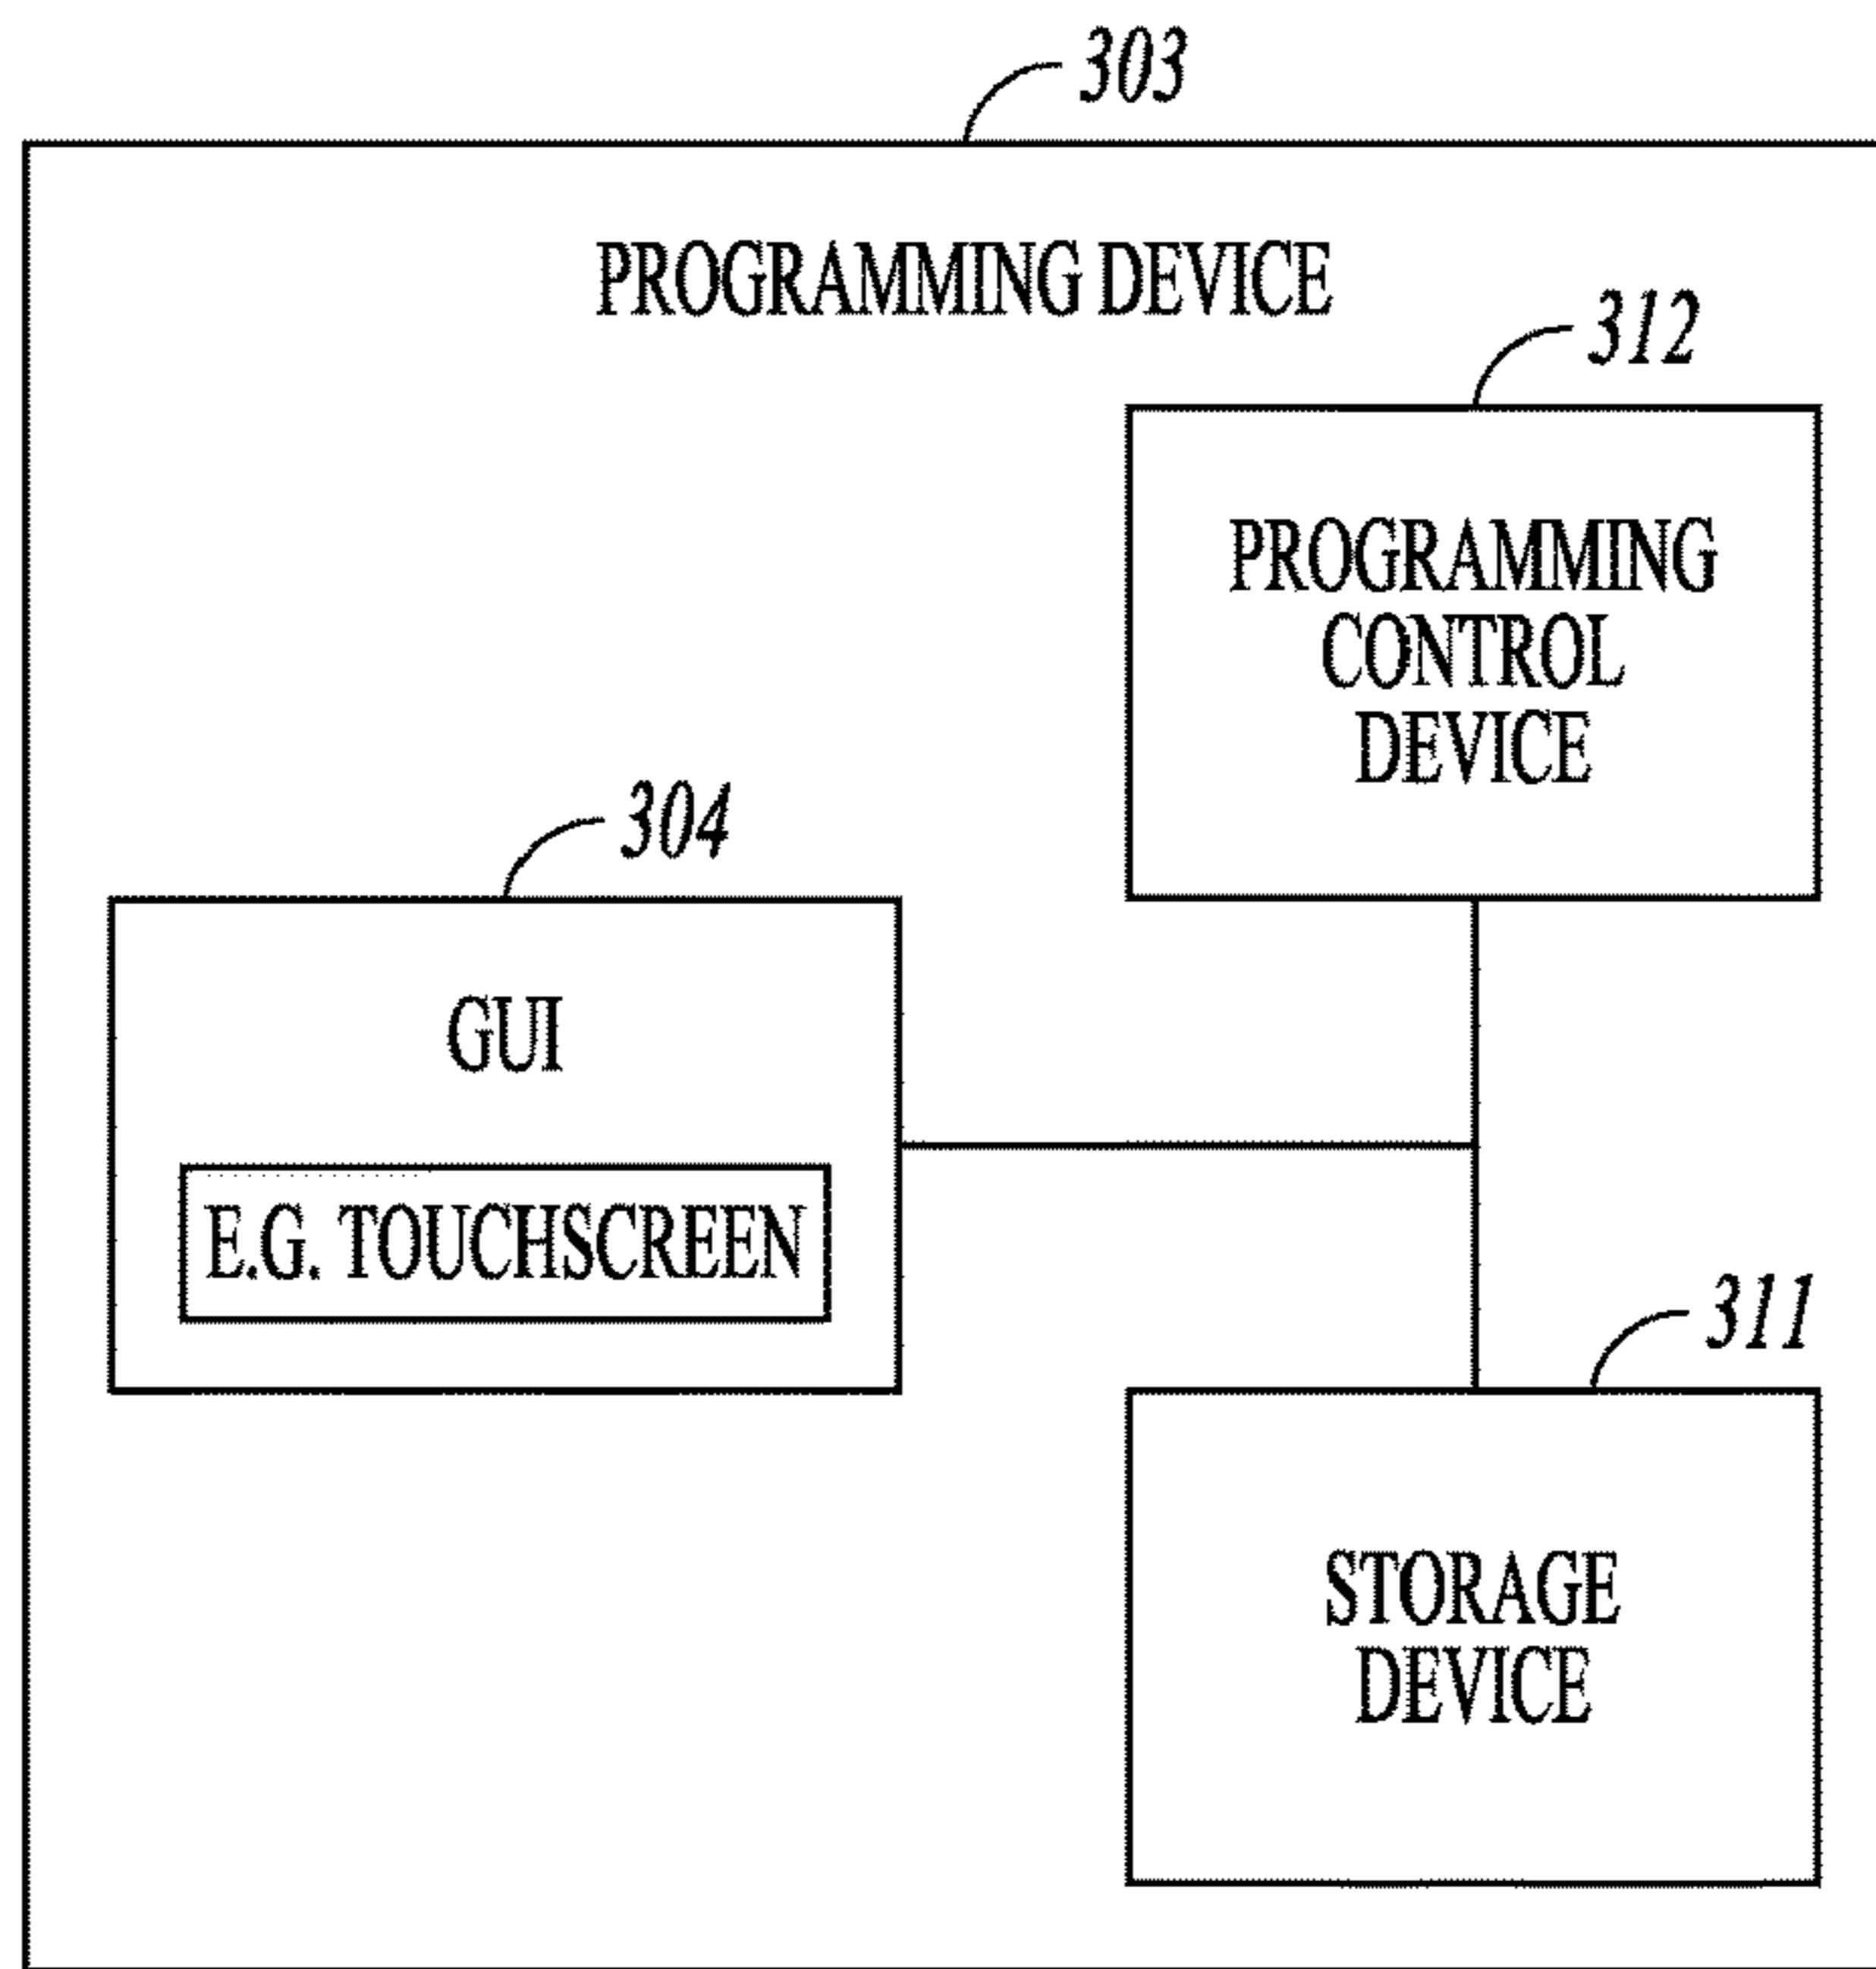 303
PROGRAMMING DEVICE
312
PROGRAMMING
CONTROL
DEVICE
304
GUI
E.G. TOUCHSCREEN
311
STORAGE
DEVICE